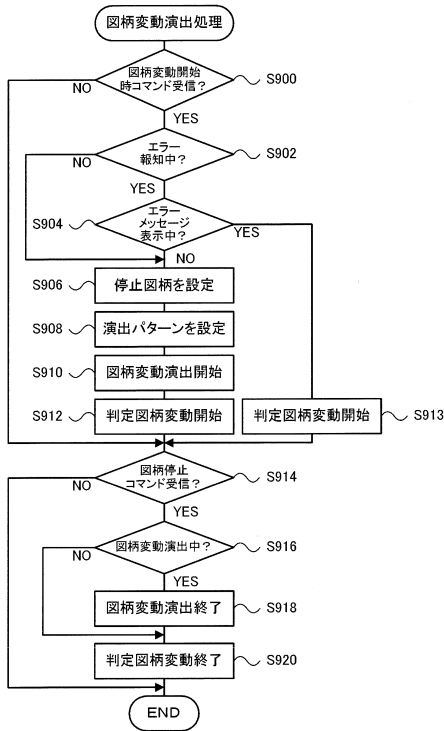 図柄変動演出処理
図柄変動開始
時コマンド受信？
S900
NO
YES
エラー
報知中？
S902
NO
YES
エラー
メッセージ
表示中？
S904
YES
NO
S906
停止図柄を設定
S908
演出パターンを設定
S910
図柄変動演出開始
S912
判定図柄変動開始
判定図柄変動開始
S913
図柄停止
コマンド受信？
S914
NO
YES
図柄変動演出中？
S916
NO
YES
図柄変動演出終了
S918
判定図柄変動終了
S920
END